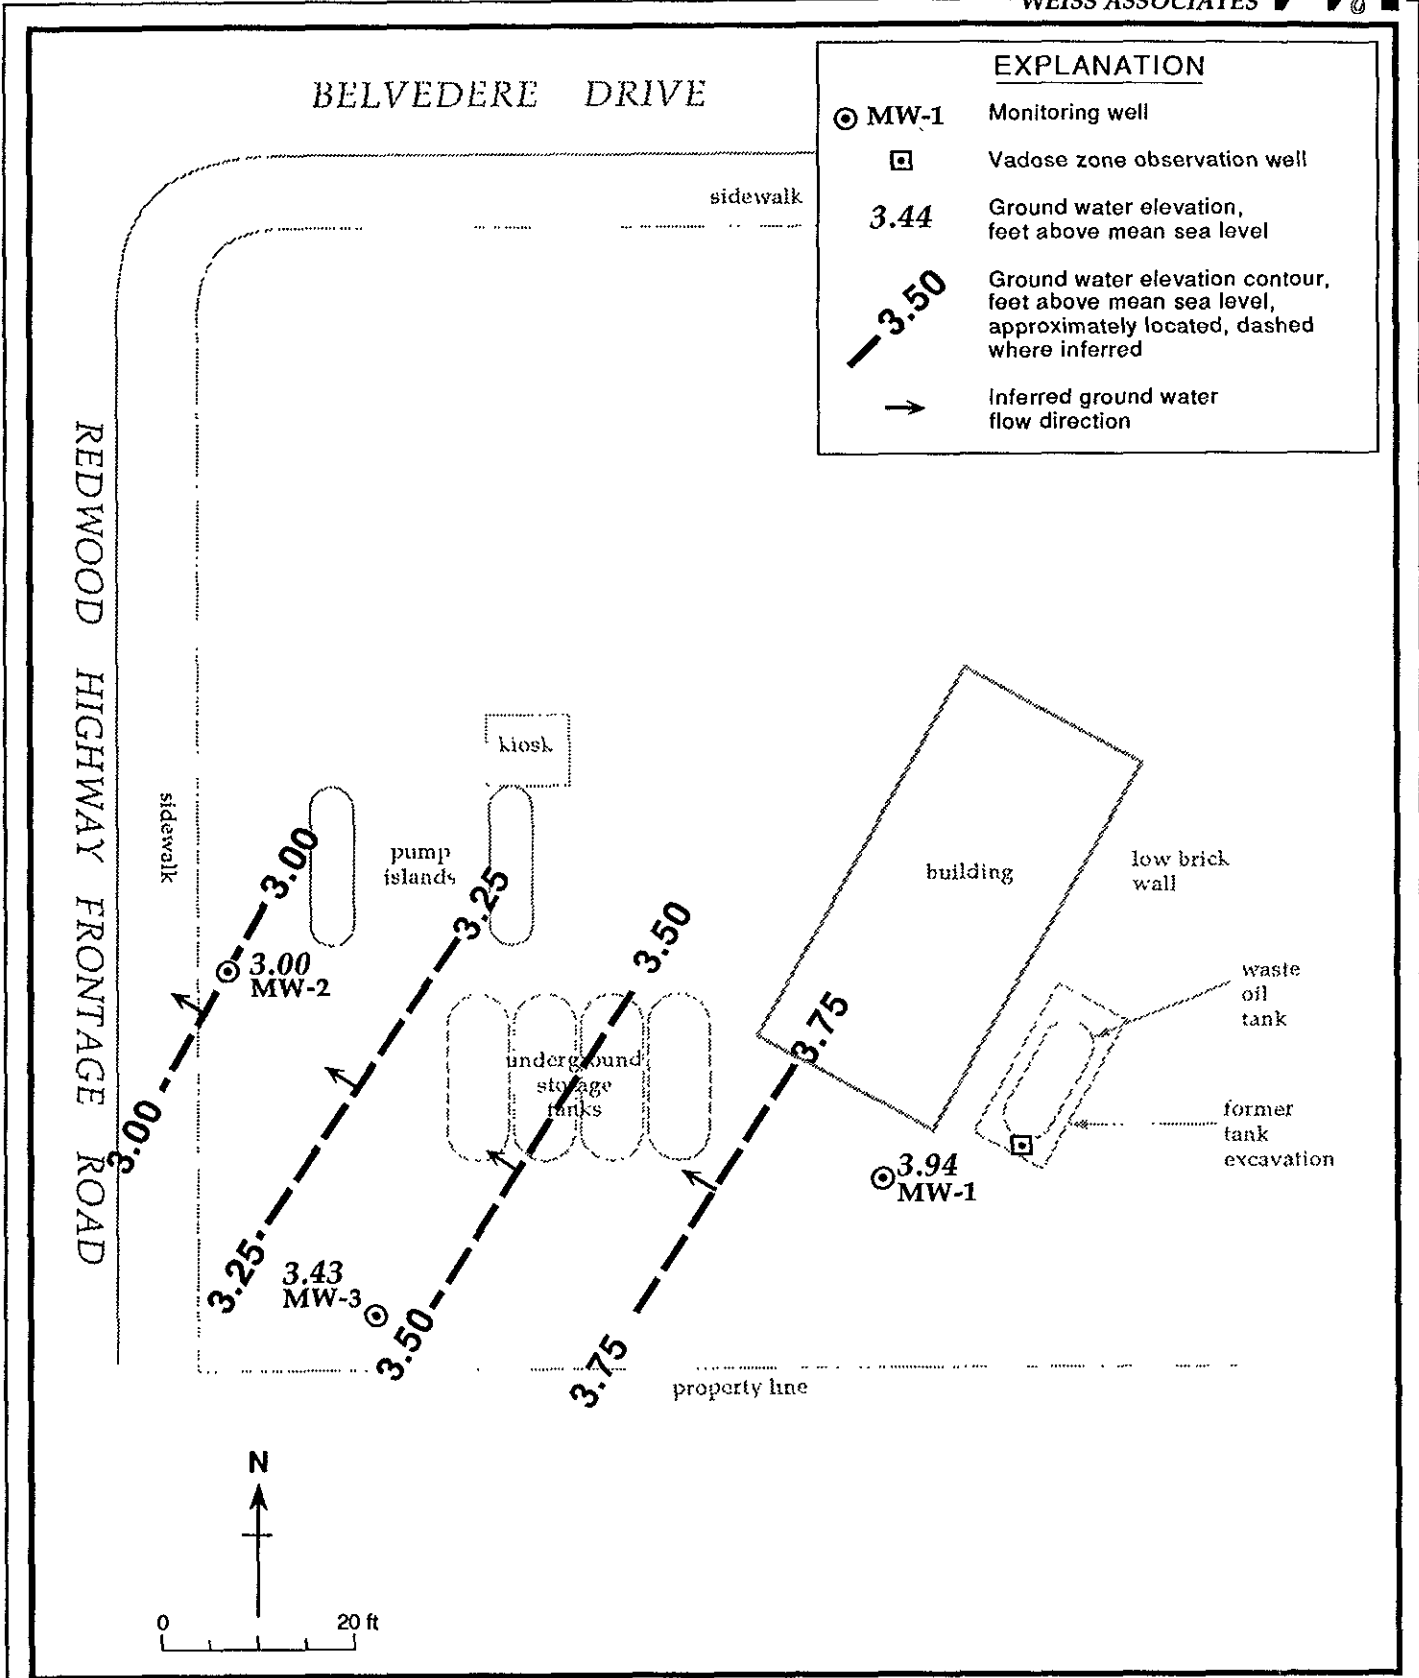 WEISS ASSOCIATES
EXPLANATION
MW-1 Monitoring well
Vadose zone observation well
3.44 Ground water elevation,
feet above mean sea level
3.50 Ground water elevation contour,
feet above mean sea level,
approximately located, dashed
where inferred
Inferred ground water
flow direction
BELVEDERE DRIVE
sidewalk
REDWOOD HIGHWAY FRONTAGE ROAD
sidewalk
kiosk
pump
islands
3.00
3.25
3.50
3.75
building
low brick
wall
waste
oil
tank
former
tank
excavation
3.00
MW-2
underground
storage
tanks
3.94
MW-1
3.43
MW-3
3.00
3.25
3.50
3.75
property line
N
0 20 ft